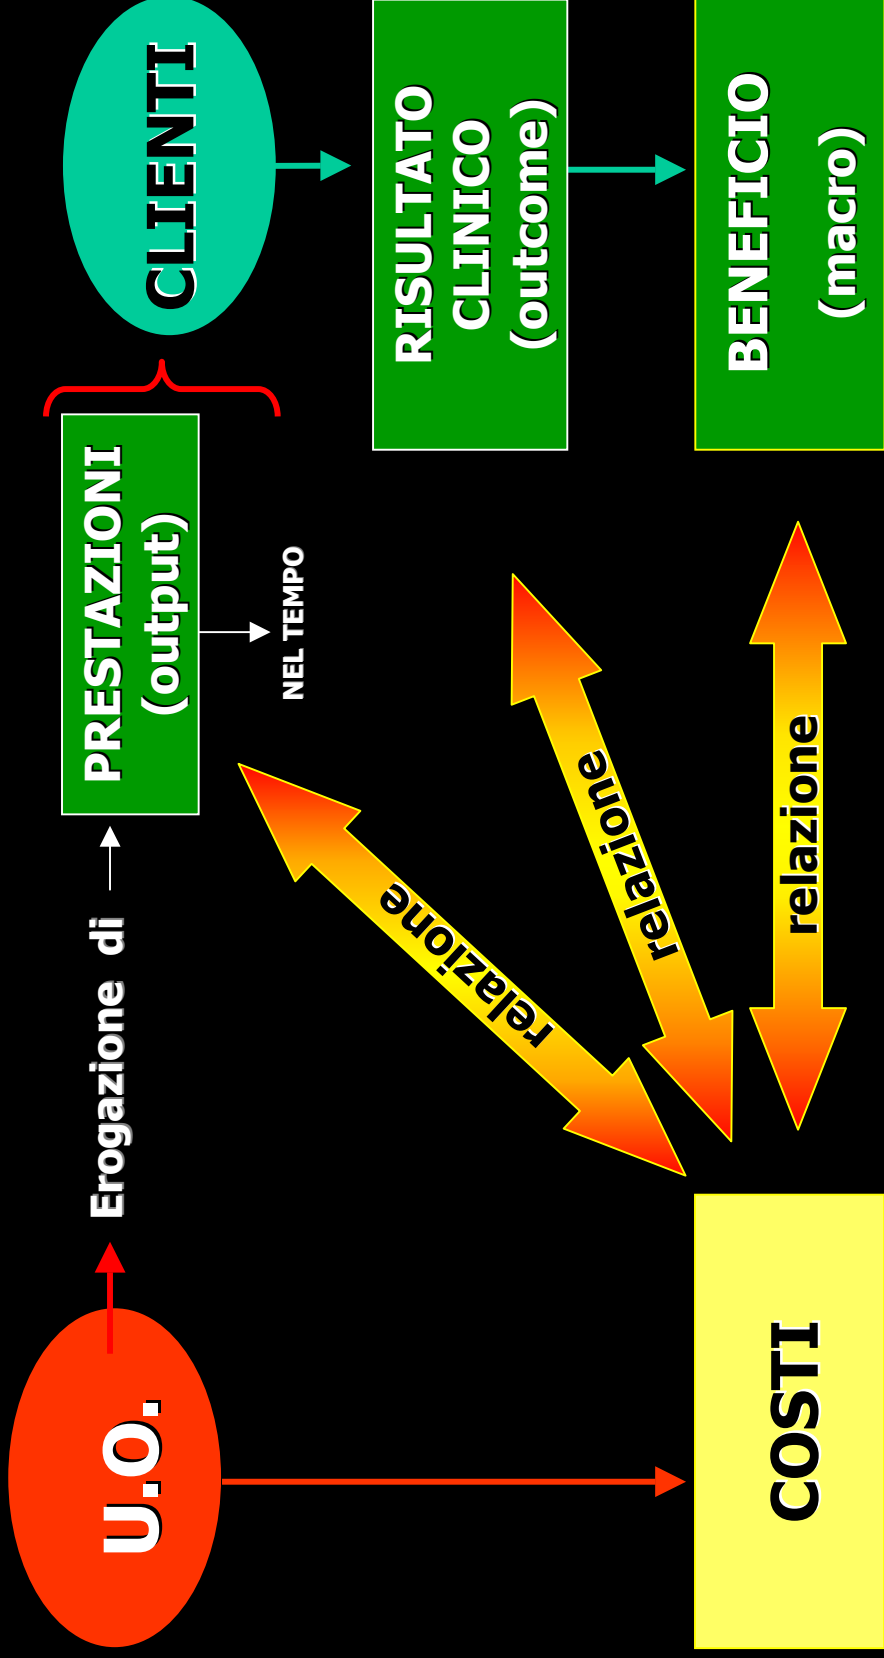 U.O.
Erogazione di
PRESTAZIONI
(output)
CLIENTI
NEL TEMPO
RISULTATO
CLINICO
(outcome)
relazione
relazione
relazione
COSTI
BENEFICIO
(macro)